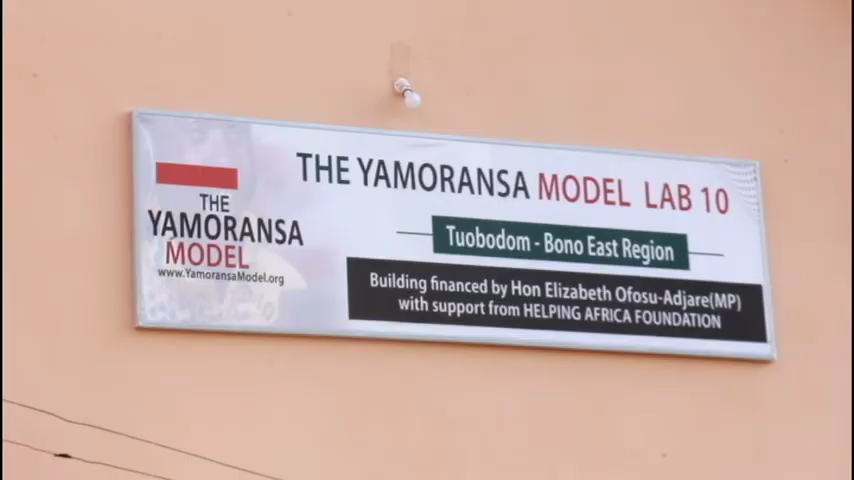 THE YAMORANSA MODEL LAB 10
THE
YAMORANSA
MODEL
www.YamoransaModel.org
Tuobodom - Bono East Region
Building financed by Hon Elizabeth Ofosu-Adjare(MP)
with support from HELPING AFRICA FOUNDATION